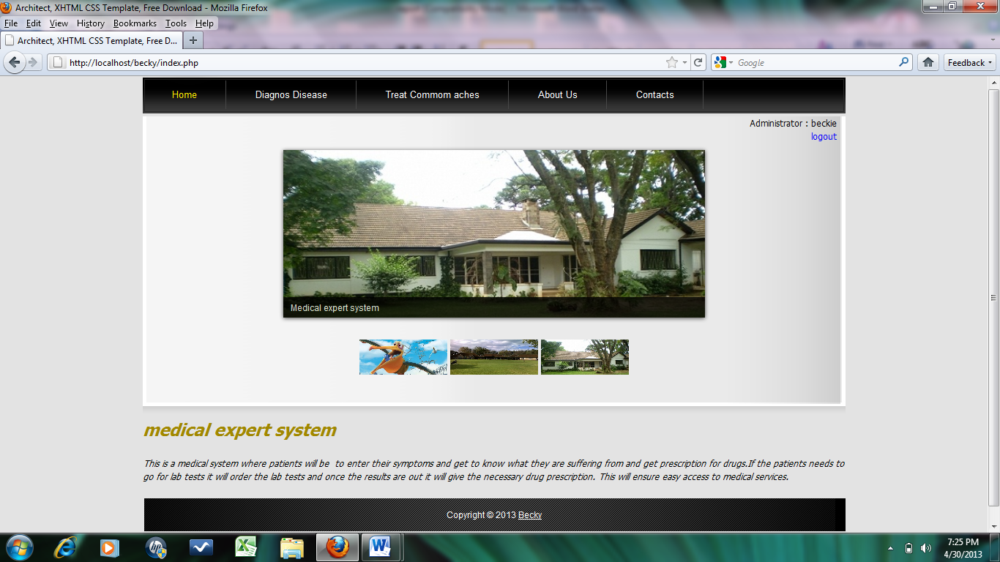 Architect, XHTML CSS Template, Free Download - Mozilla Firefox
File Edit View History Bookmarks Tools Help
Architect, XHTML CSS Template, Free D...
http://localhost/becky/index.php
Google
Feedback
Home Diagnos Disease Treat Commom aches About Us Contacts
Administrator : beckie
logout
Medical expert system
medical expert system
This is a medical system where patients will be to enter their symptoms and get to know what they are suffering from and get prescription for drugs.If the patients needs to
go for lab tests it will order the lab tests and once the results are out it will give the necessary drug prescription. This will ensure easy access to medical services.
Copyright © 2013 Becky
7:25 PM
4/30/2013